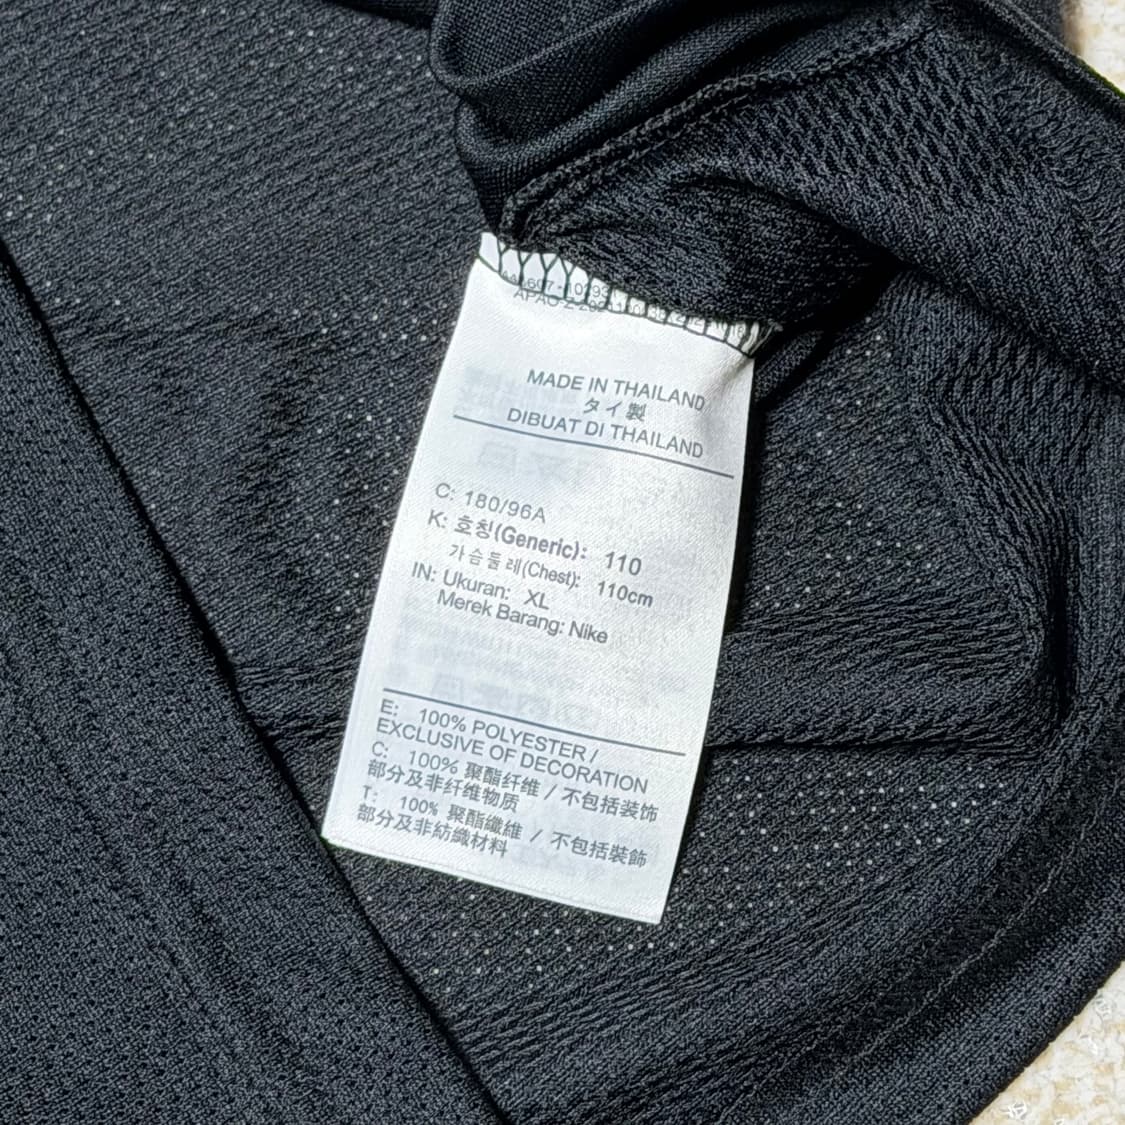 MADE IN THAILAND
タイ製
DIBUAT DI THAILAND
C: 180/96A
K: 호칭(Generic): 110
가슴둘레(Chest): 110cm
IN: Ukuran: XL
Merek Barang: Nike
E: 100% POLYESTER /
EXCLUSIVE OF DECORATION
C: 100% 聚酯纤维 / 不包括装饰
部分及非纤维物质
T: 100% 聚酯纖維 / 不包括裝飾
部分及非紡織材料